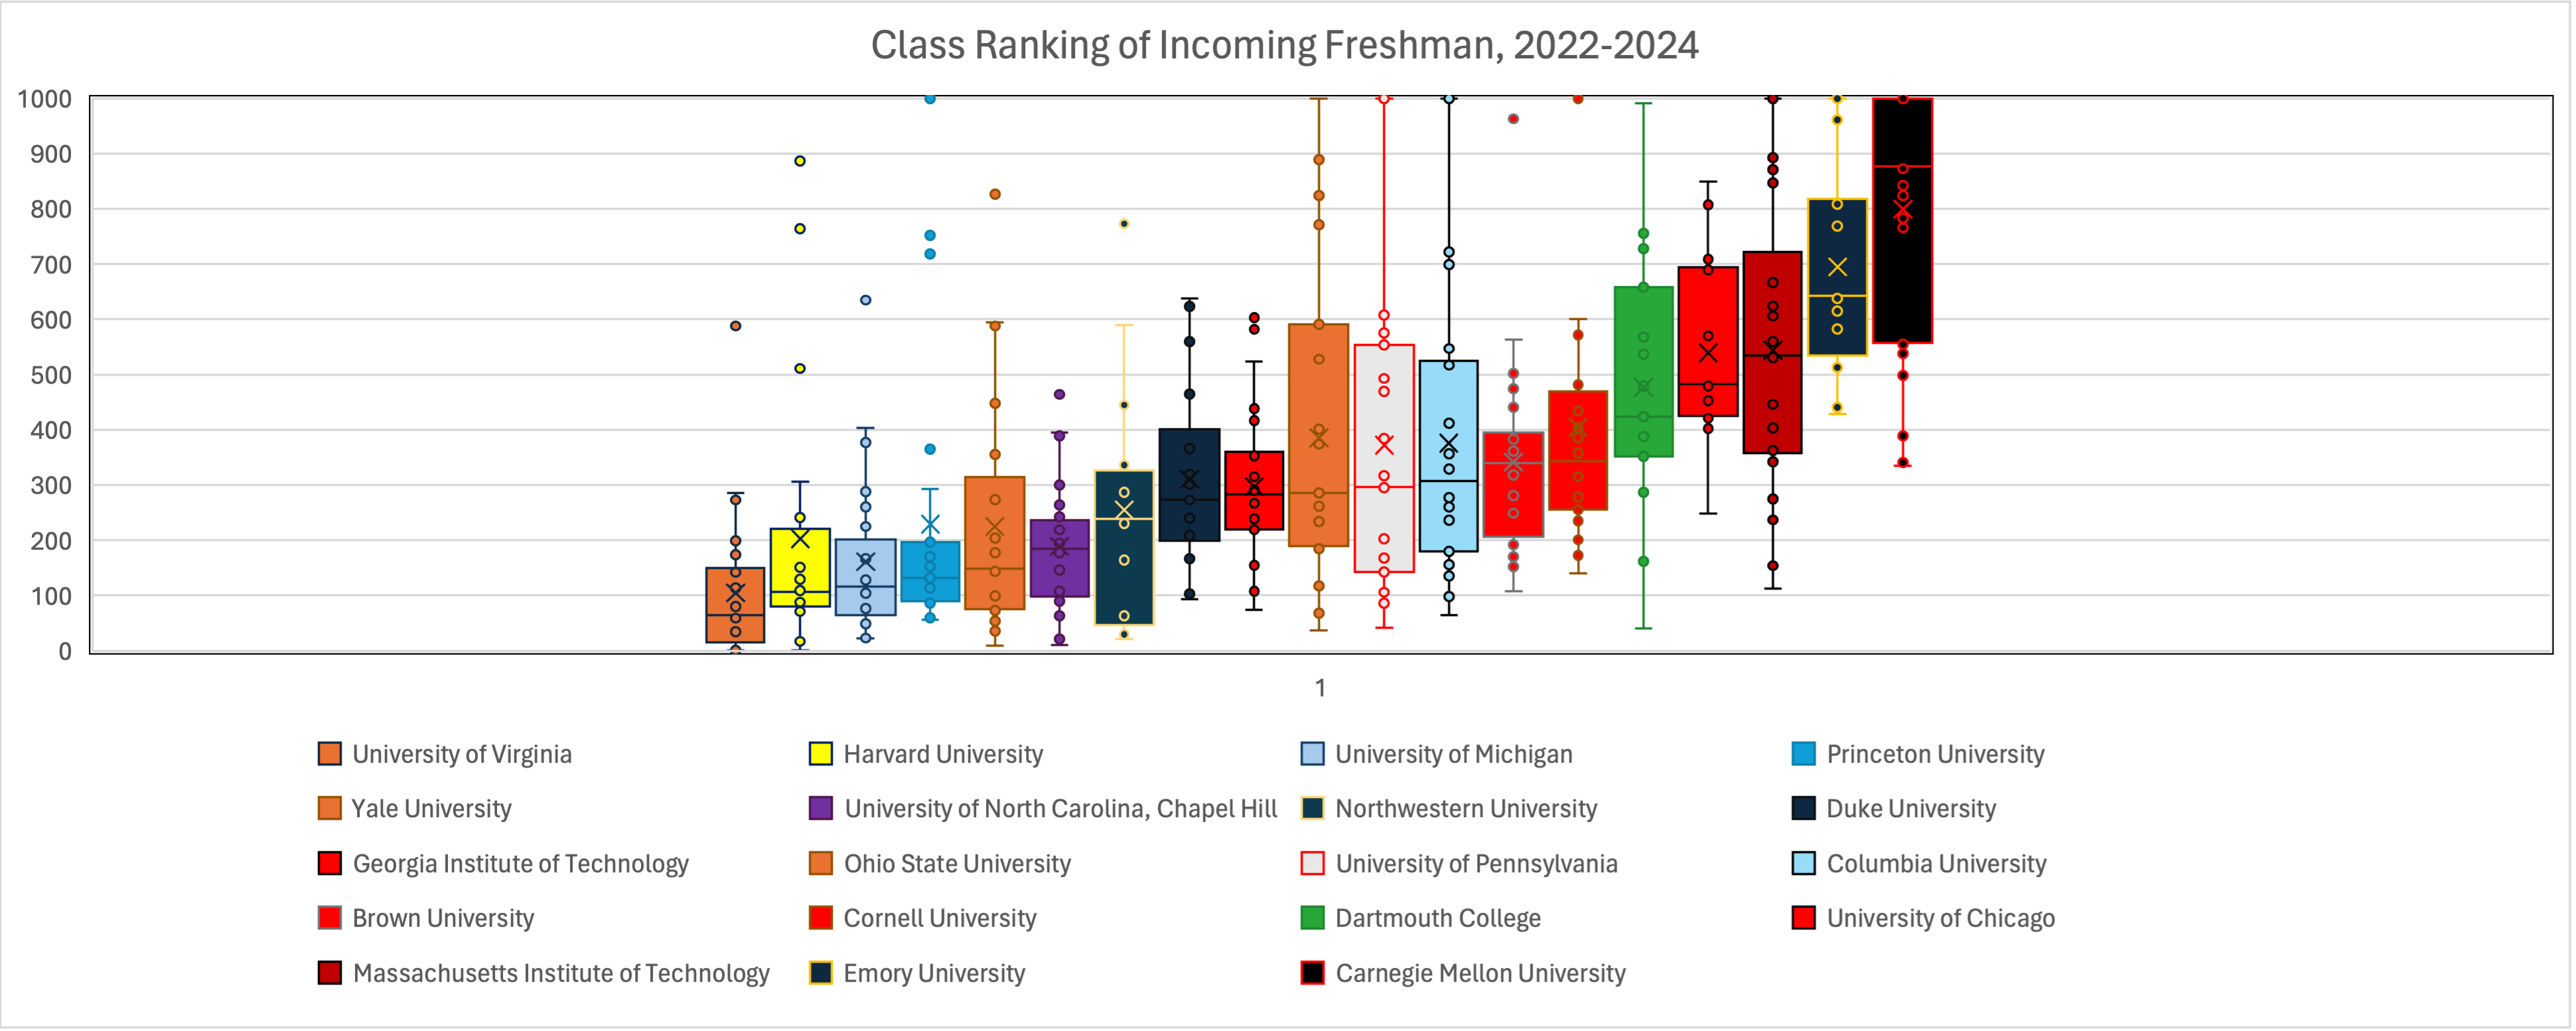 Class Ranking of Incoming Freshman, 2022-2024
1000
900
800
700
600
500
400
300
200
100
0
1
University of Virginia
Harvard University
University of Michigan
Princeton University
Yale University
University of North Carolina, Chapel Hill
Northwestern University
Duke University
Georgia Institute of Technology
Ohio State University
University of Pennsylvania
Columbia University
Brown University
Cornell University
Dartmouth College
University of Chicago
Massachusetts Institute of Technology
Emory University
Carnegie Mellon University